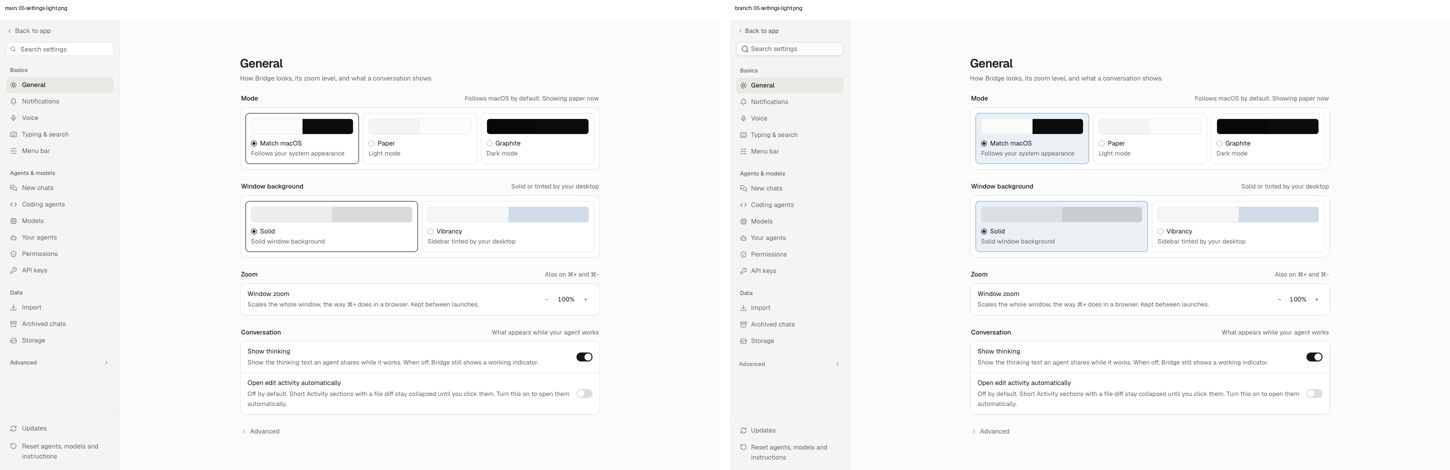 main: 05-settings-light.png
Back to app
Search settings
Basics
General
Notifications
Voice
Typing & search
Menu bar
Agents & models
New chats
Coding agents
Models
Your agents
Permissions
API keys
Data
Import
Archived chats
Storage
Advanced
Updates
Reset agents, models and
instructions
General
How Bridge looks, its zoom level, and what a conversation shows.
Mode
Follows macOS by default. Showing paper now
Match macOS
Follows your system appearance
Paper
Light mode
Graphite
Dark mode
Window background
Solid or tinted by your desktop
Solid
Solid window background
Vibrancy
Sidebar tinted by your desktop
Zoom
Also on ⌘+ and ⌘−
Window zoom
Scales the whole window, the way ⌘+ does in a browser. Kept between launches.
− 100% +
Conversation
What appears while your agent works
Show thinking
Show the thinking text an agent shares while it works. When off, Bridge still shows a working indicator.
Open edit activity automatically
Off by default. Short Activity sections with a file diff stay collapsed until you click them. Turn this on to open them
automatically.
Advanced
branch: 05-settings-light.png
Back to app
Search settings
Basics
General
Notifications
Voice
Typing & search
Menu bar
Agents & models
New chats
Coding agents
Models
Your agents
Permissions
API keys
Data
Import
Archived chats
Storage
Advanced
Updates
Reset agents, models and
instructions
General
How Bridge looks, its zoom level, and what a conversation shows.
Mode
Follows macOS by default. Showing paper now
Match macOS
Follows your system appearance
Paper
Light mode
Graphite
Dark mode
Window background
Solid or tinted by your desktop
Solid
Solid window background
Vibrancy
Sidebar tinted by your desktop
Zoom
Also on ⌘+ and ⌘−
Window zoom
Scales the whole window, the way ⌘+ does in a browser. Kept between launches.
− 100% +
Conversation
What appears while your agent works
Show thinking
Show the thinking text an agent shares while it works. When off, Bridge still shows a working indicator.
Open edit activity automatically
Off by default. Short Activity sections with a file diff stay collapsed until you click them. Turn this on to open them
automatically.
Advanced